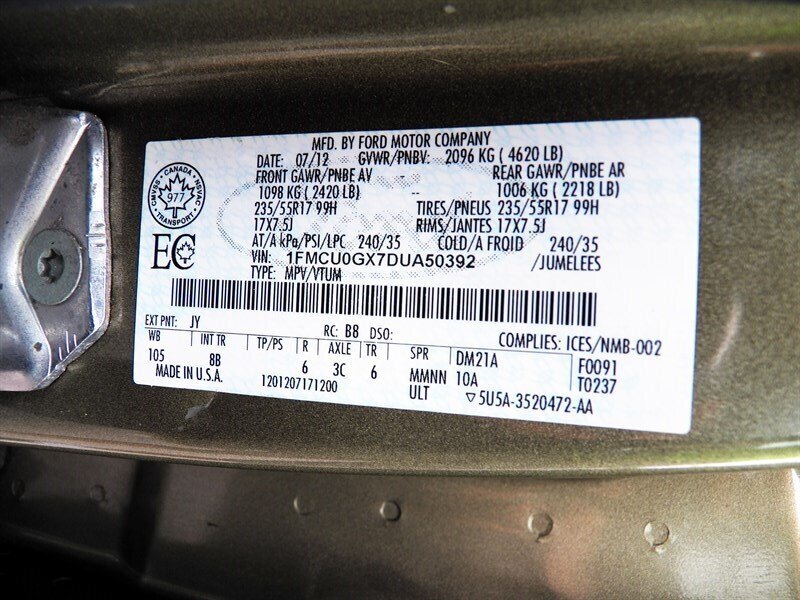 MFD. BY FORD MOTOR COMPANY
DATE: 07/12 GVWR/PNBV: 2096 KG ( 4620 LB)
FRONT GAWR/PNBE AV REAR GAWR/PNBE AR
1098 KG ( 2420 LB) -- 1006 KG ( 2218 LB)
235/55R17 99H TIRES/PNEUS 235/55R17 99H
17X7.5J RIMS/JANTES 17X7.5J
AT/A kPa/PSI/LPC 240/35 COLD/A FROID 240/35
VIN: 1FMCU0GX7DUA50392 /JUMELEES
TYPE: MPV/VTUM
CMVSS · CANADA · NSVAC
977
TRANSPORT
EC
EXT PNT: JY RC: B8 DSO: COMPLIES: ICES/NMB-002
WB INT TR TP/PS R AXLE TR SPR DM21A F0091
105 8B 6 3C 6 MMNN 10A T0237
MADE IN U.S.A. 1201207171200 ULT ▽5U5A-3520472-AA